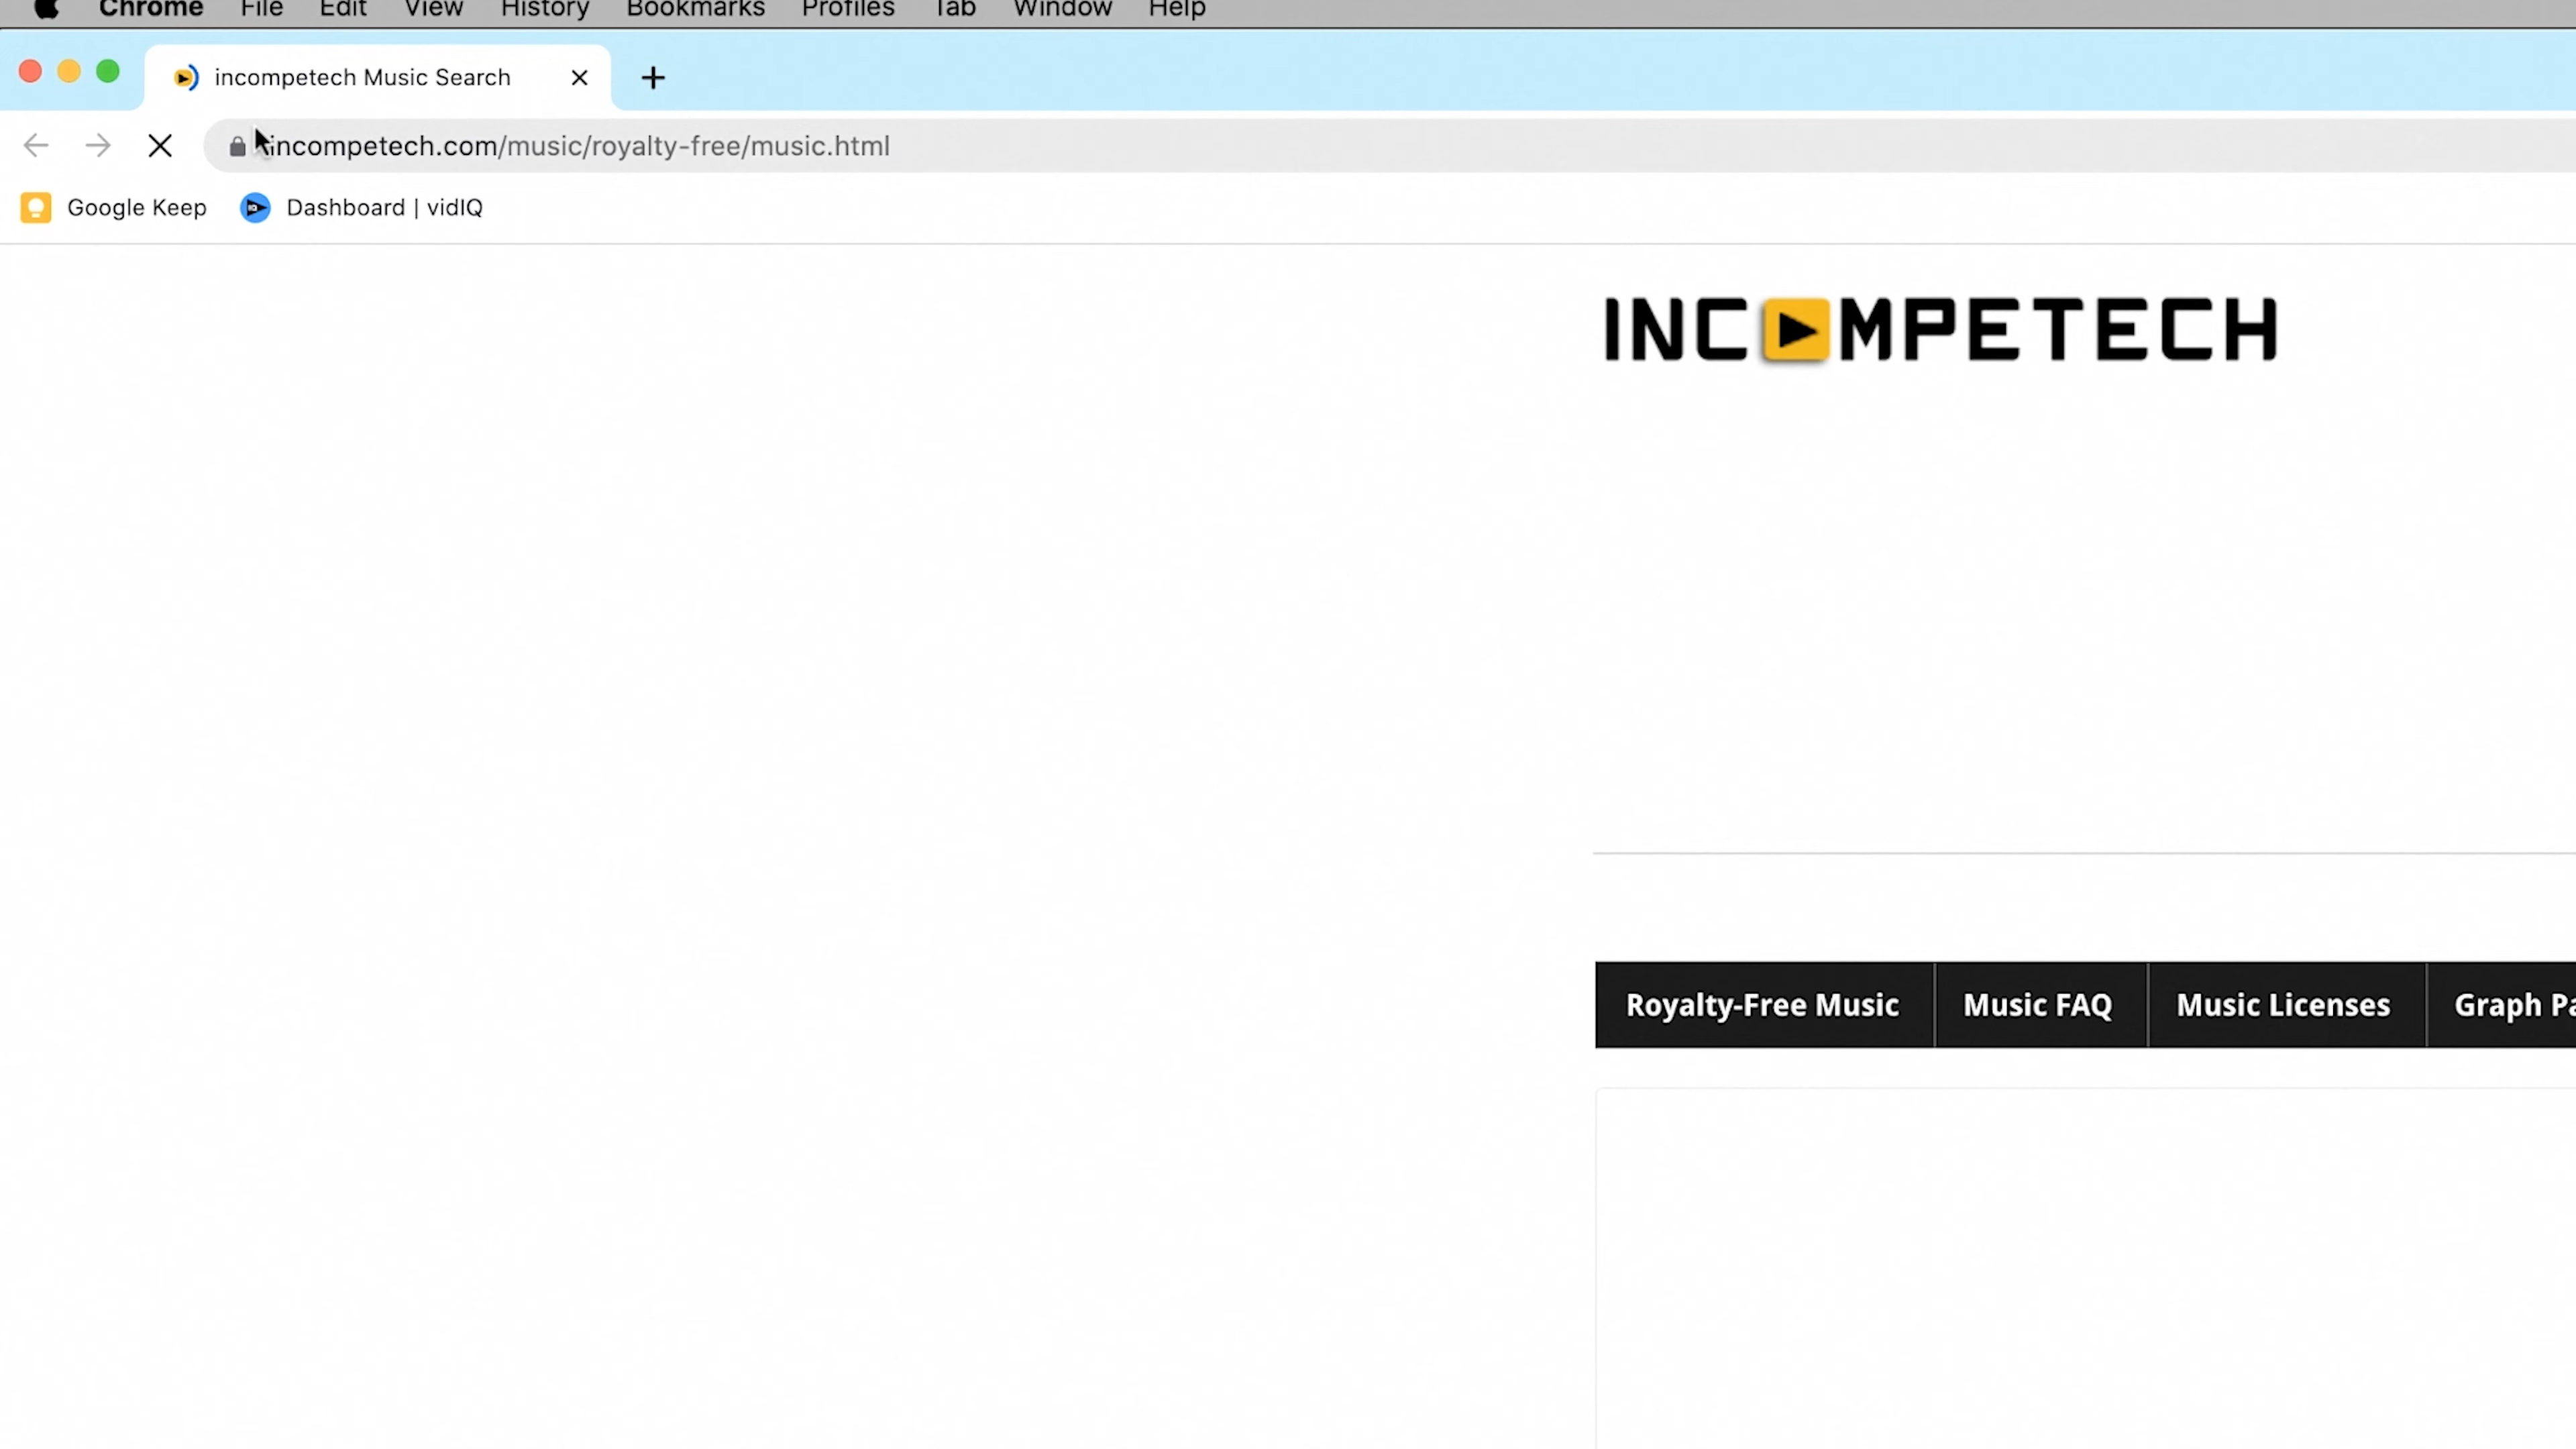 Chrome File Edit View History Bookmarks Profiles Tab Window Help
incompetech Music Search
incompetech.com/music/royalty-free/music.html
Google Keep Dashboard | vidIQ
INCOMPETECH
Royalty-Free Music Music FAQ Music Licenses Graph